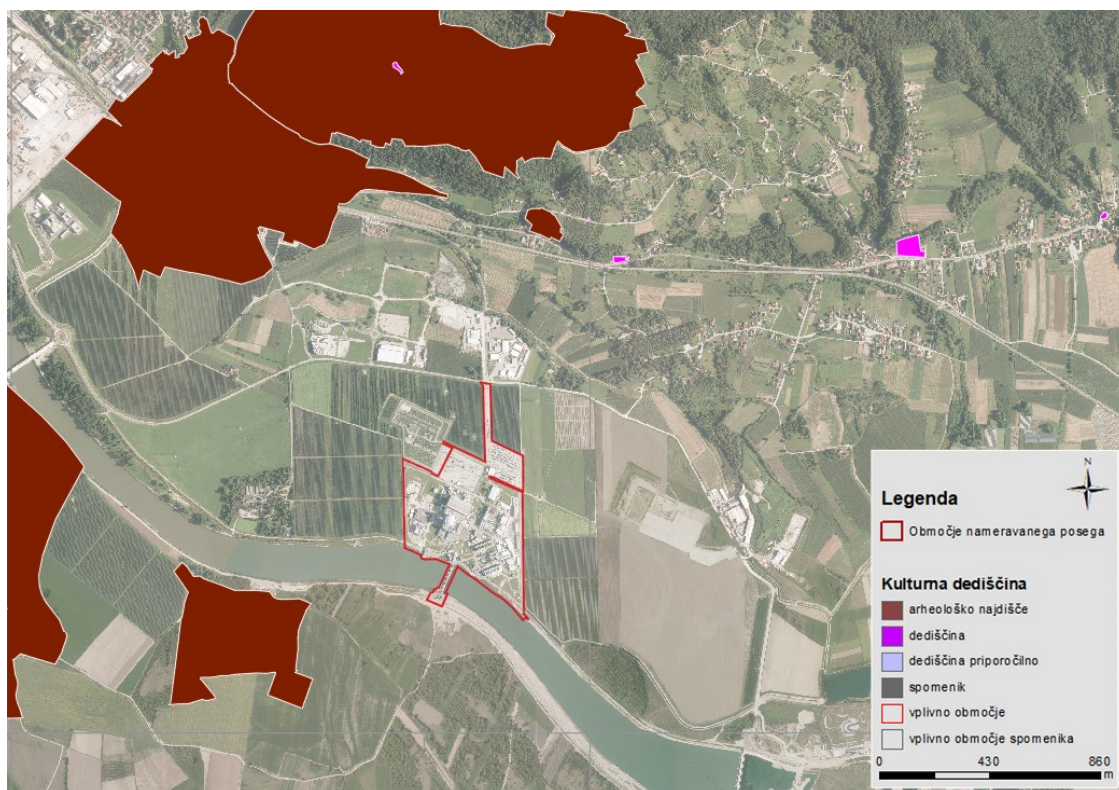 N
Legenda
Območje nameravanega posega
Kulturna dediščina
arheološko najdišče
dediščina
dediščina priporočilno
spomenik
vplivno območje
vplivno območje spomenika
0 430 860
m